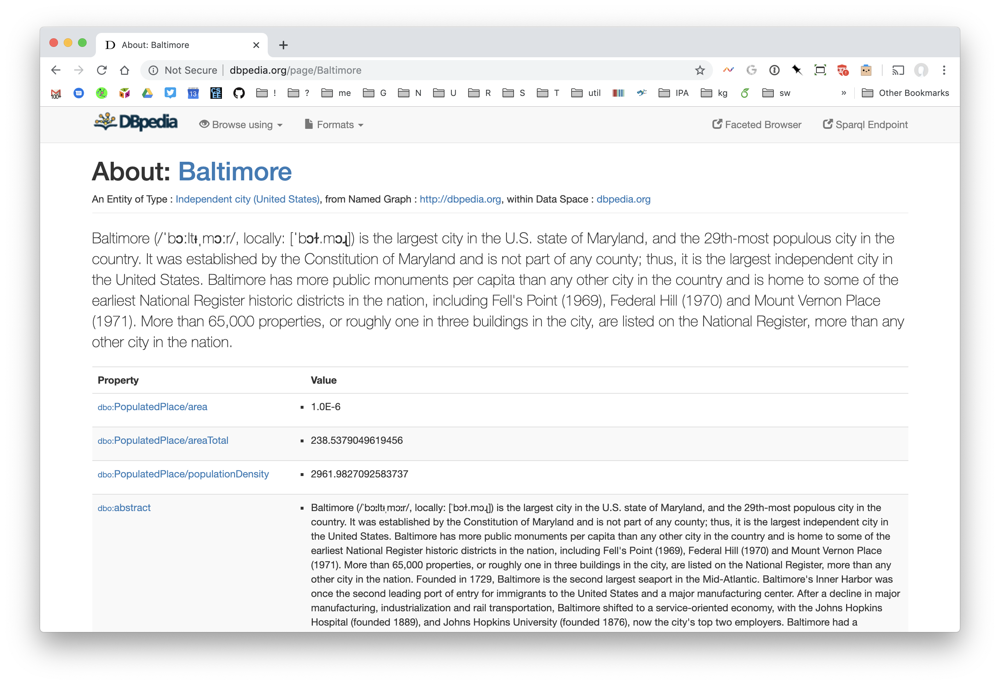 D About: Baltimore
Not Secure dbpedia.org/page/Baltimore
100+ 13 CS EE ! ? me G N U R S T util IPA kg sw » Other Bookmarks
DBpedia Browse using Formats Faceted Browser Sparql Endpoint
About: Baltimore
An Entity of Type : Independent city (United States), from Named Graph : http://dbpedia.org, within Data Space : dbpedia.org
Baltimore (/ˈbɔːltᵻˌmɔːr/, locally: [ˈbɔɫ.mɔɻ]) is the largest city in the U.S. state of Maryland, and the 29th-most populous city in the
country. It was established by the Constitution of Maryland and is not part of any county; thus, it is the largest independent city in
the United States. Baltimore has more public monuments per capita than any other city in the country and is home to some of the
earliest National Register historic districts in the nation, including Fell's Point (1969), Federal Hill (1970) and Mount Vernon Place
(1971). More than 65,000 properties, or roughly one in three buildings in the city, are listed on the National Register, more than any
other city in the nation.
Property Value
dbo:PopulatedPlace/area 1.0E-6
dbo:PopulatedPlace/areaTotal 238.5379049619456
dbo:PopulatedPlace/populationDensity 2961.9827092583737
dbo:abstract Baltimore (/ˈbɔːltᵻˌmɔːr/, locally: [ˈbɔɫ.mɔɻ]) is the largest city in the U.S. state of Maryland, and the 29th-most populous city in the
country. It was established by the Constitution of Maryland and is not part of any county; thus, it is the largest independent city in
the United States. Baltimore has more public monuments per capita than any other city in the country and is home to some of the
earliest National Register historic districts in the nation, including Fell's Point (1969), Federal Hill (1970) and Mount Vernon Place
(1971). More than 65,000 properties, or roughly one in three buildings in the city, are listed on the National Register, more than any
other city in the nation. Founded in 1729, Baltimore is the second largest seaport in the Mid-Atlantic. Baltimore's Inner Harbor was
once the second leading port of entry for immigrants to the United States and a major manufacturing center. After a decline in major
manufacturing, industrialization and rail transportation, Baltimore shifted to a service-oriented economy, with the Johns Hopkins
Hospital (founded 1889), and Johns Hopkins University (founded 1876), now the city's top two employers. Baltimore had a